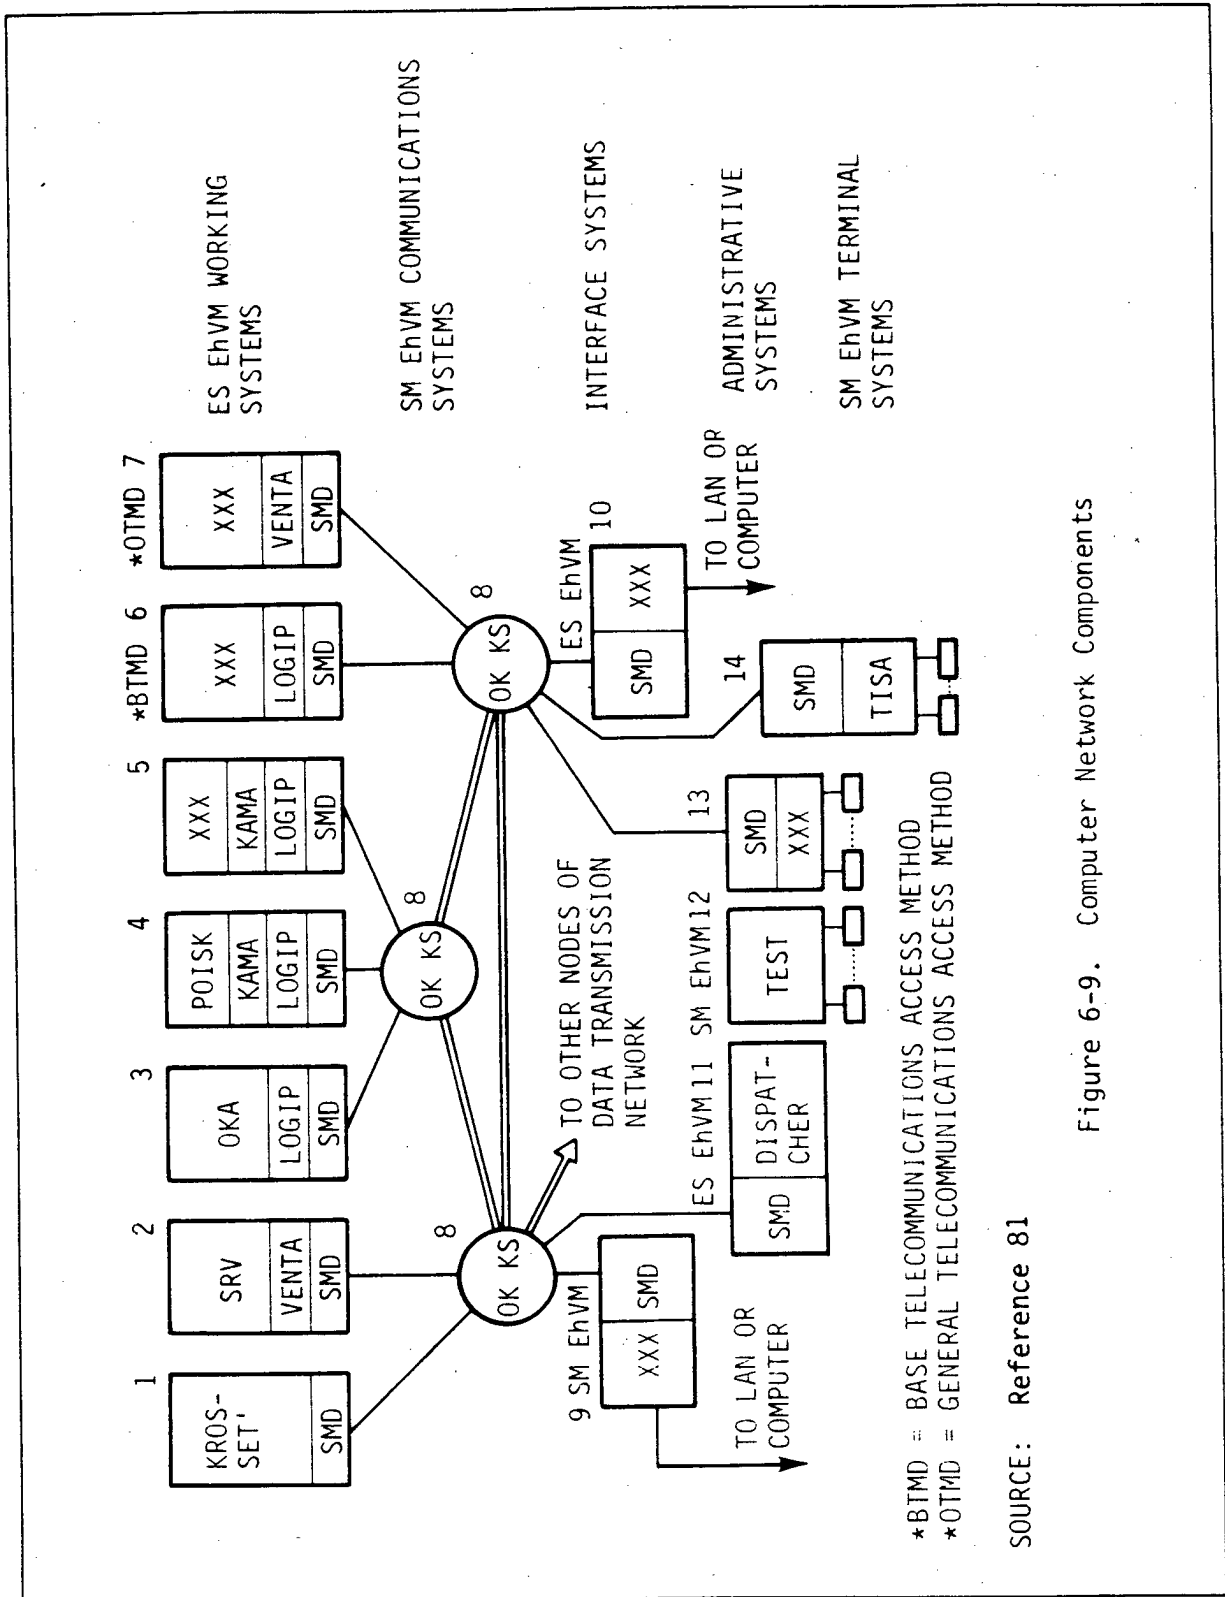 1
2
3
4
5
*BTMD 6
*OTMD 7
KROS-
SET'
SMD
SRV
VENTA
SMD
OKA
LOGIP
SMD
POISK
KAMA
LOGIP
SMD
XXX
KAMA
LOGIP
SMD
XXX
LOGIP
SMD
XXX
VENTA
SMD
ES EhVM WORKING
SYSTEMS
8
OK KS
8
OK KS
8
OK KS
SM EhVM COMMUNICATIONS
SYSTEMS
TO OTHER NODES OF
DATA TRANSMISSION
NETWORK
9 SM EhVM
XXX SMD
TO LAN OR
COMPUTER
ES EhVM
10
SMD XXX
TO LAN OR
COMPUTER
INTERFACE SYSTEMS
ES EhVM11
SMD
DISPAT-
CHER
SM EhVM12
TEST
ADMINISTRATIVE
SYSTEMS
13
SMD
XXX
14
SMD
TISA
SM EhVM TERMINAL
SYSTEMS
*BTMD = BASE TELECOMMUNICATIONS ACCESS METHOD
*OTMD = GENERAL TELECOMMUNICATIONS ACCESS METHOD
SOURCE: Reference 81
Figure 6-9. Computer Network Components